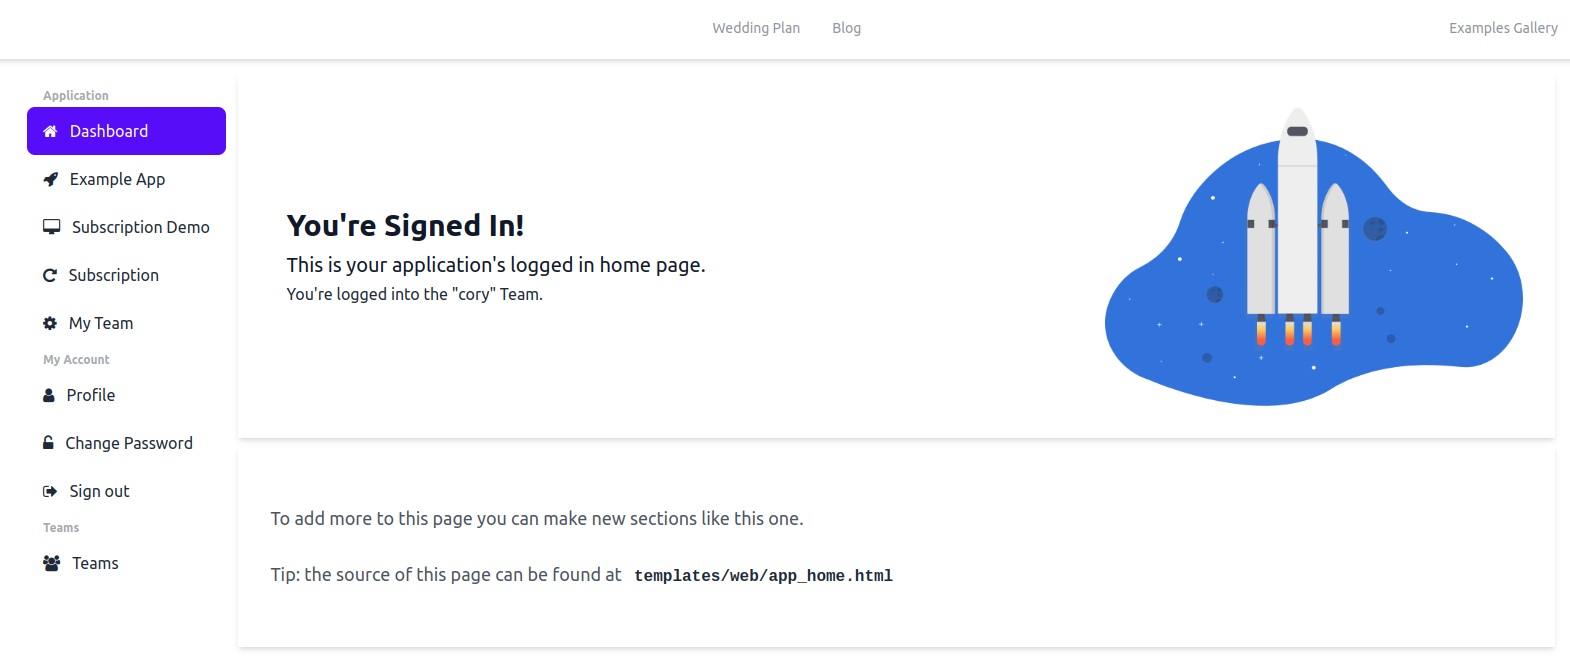 Wedding Plan Blog Examples Gallery
Application
Dashboard
Example App
Subscription Demo
Subscription
My Team
My Account
Profile
Change Password
Sign out
Teams
Teams
You're Signed In!
This is your application's logged in home page.
You're logged into the "cory" Team.
To add more to this page you can make new sections like this one.
Tip: the source of this page can be found at templates/web/app_home.html